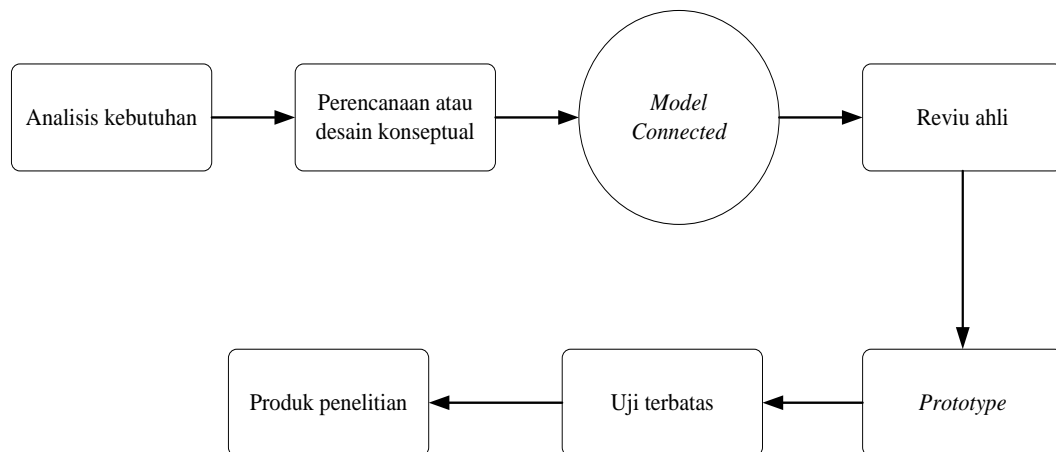 Analisis kebutuhan
Perencanaan atau
desain konseptual
Model
Connected
Reviu ahli
Prototype
Uji terbatas
Produk penelitian